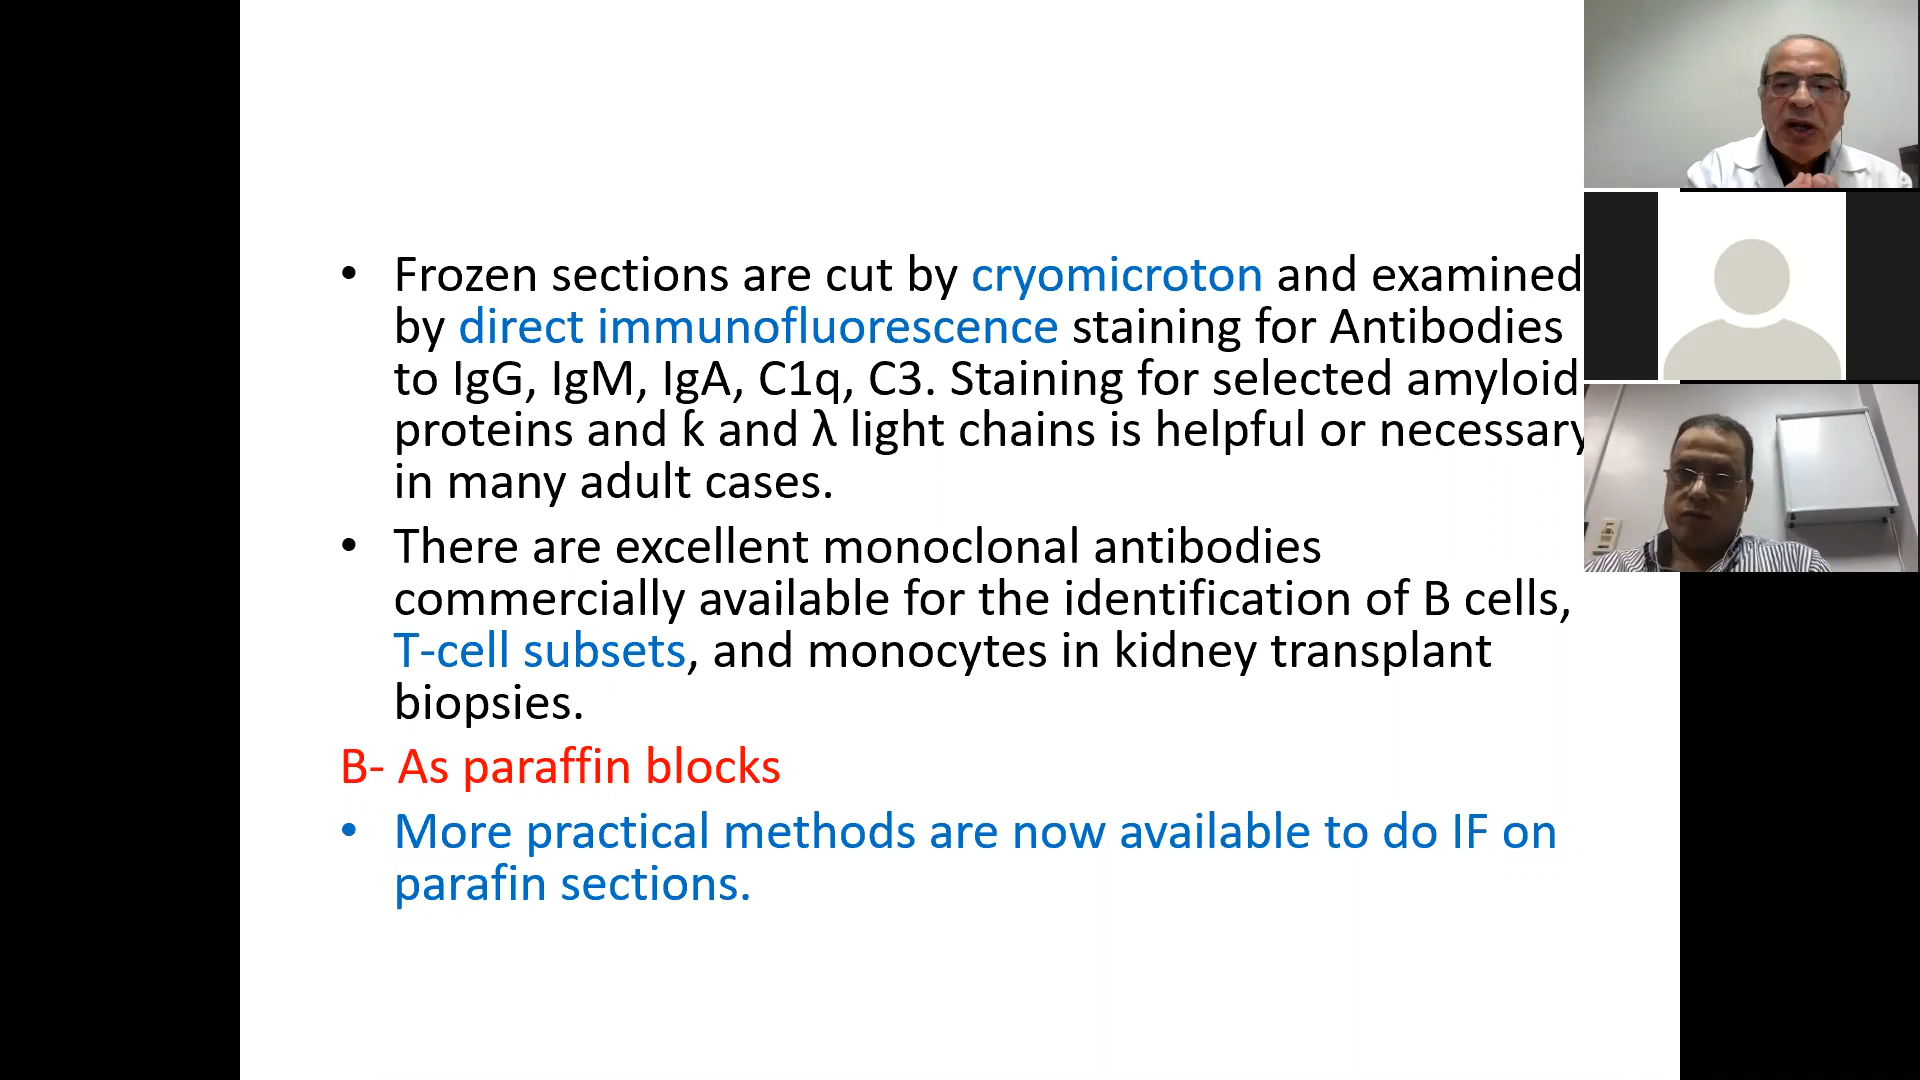 • Frozen sections are cut by cryomicroton and examined
by direct immunofluorescence staining for Antibodies
to IgG, IgM, IgA, C1q, C3. Staining for selected amyloid
proteins and ƙ and λ light chains is helpful or necessary
in many adult cases.
• There are excellent monoclonal antibodies
commercially available for the identification of B cells,
T-cell subsets, and monocytes in kidney transplant
biopsies.
B- As paraffin blocks
• More practical methods are now available to do IF on
parafin sections.